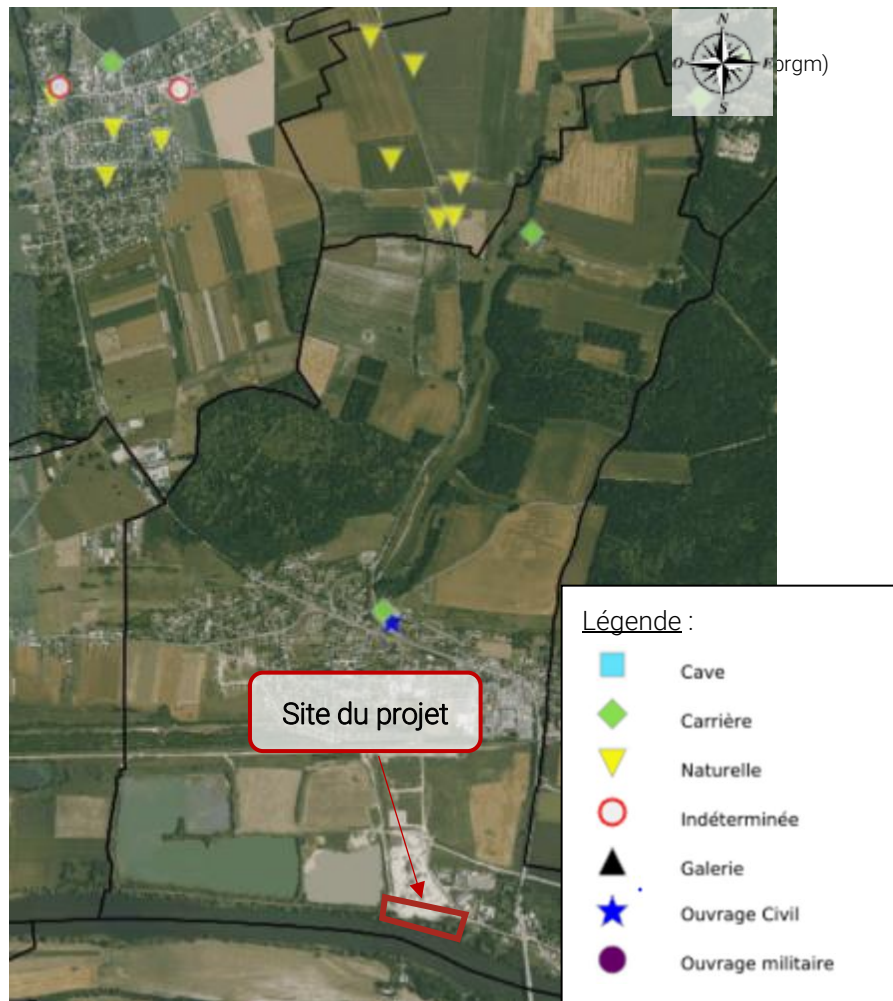 N
O
E
brgm)
S
Site du projet
Légende :
Cave
Carrière
Naturelle
Indéterminée
Galerie
Ouvrage Civil
Ouvrage militaire